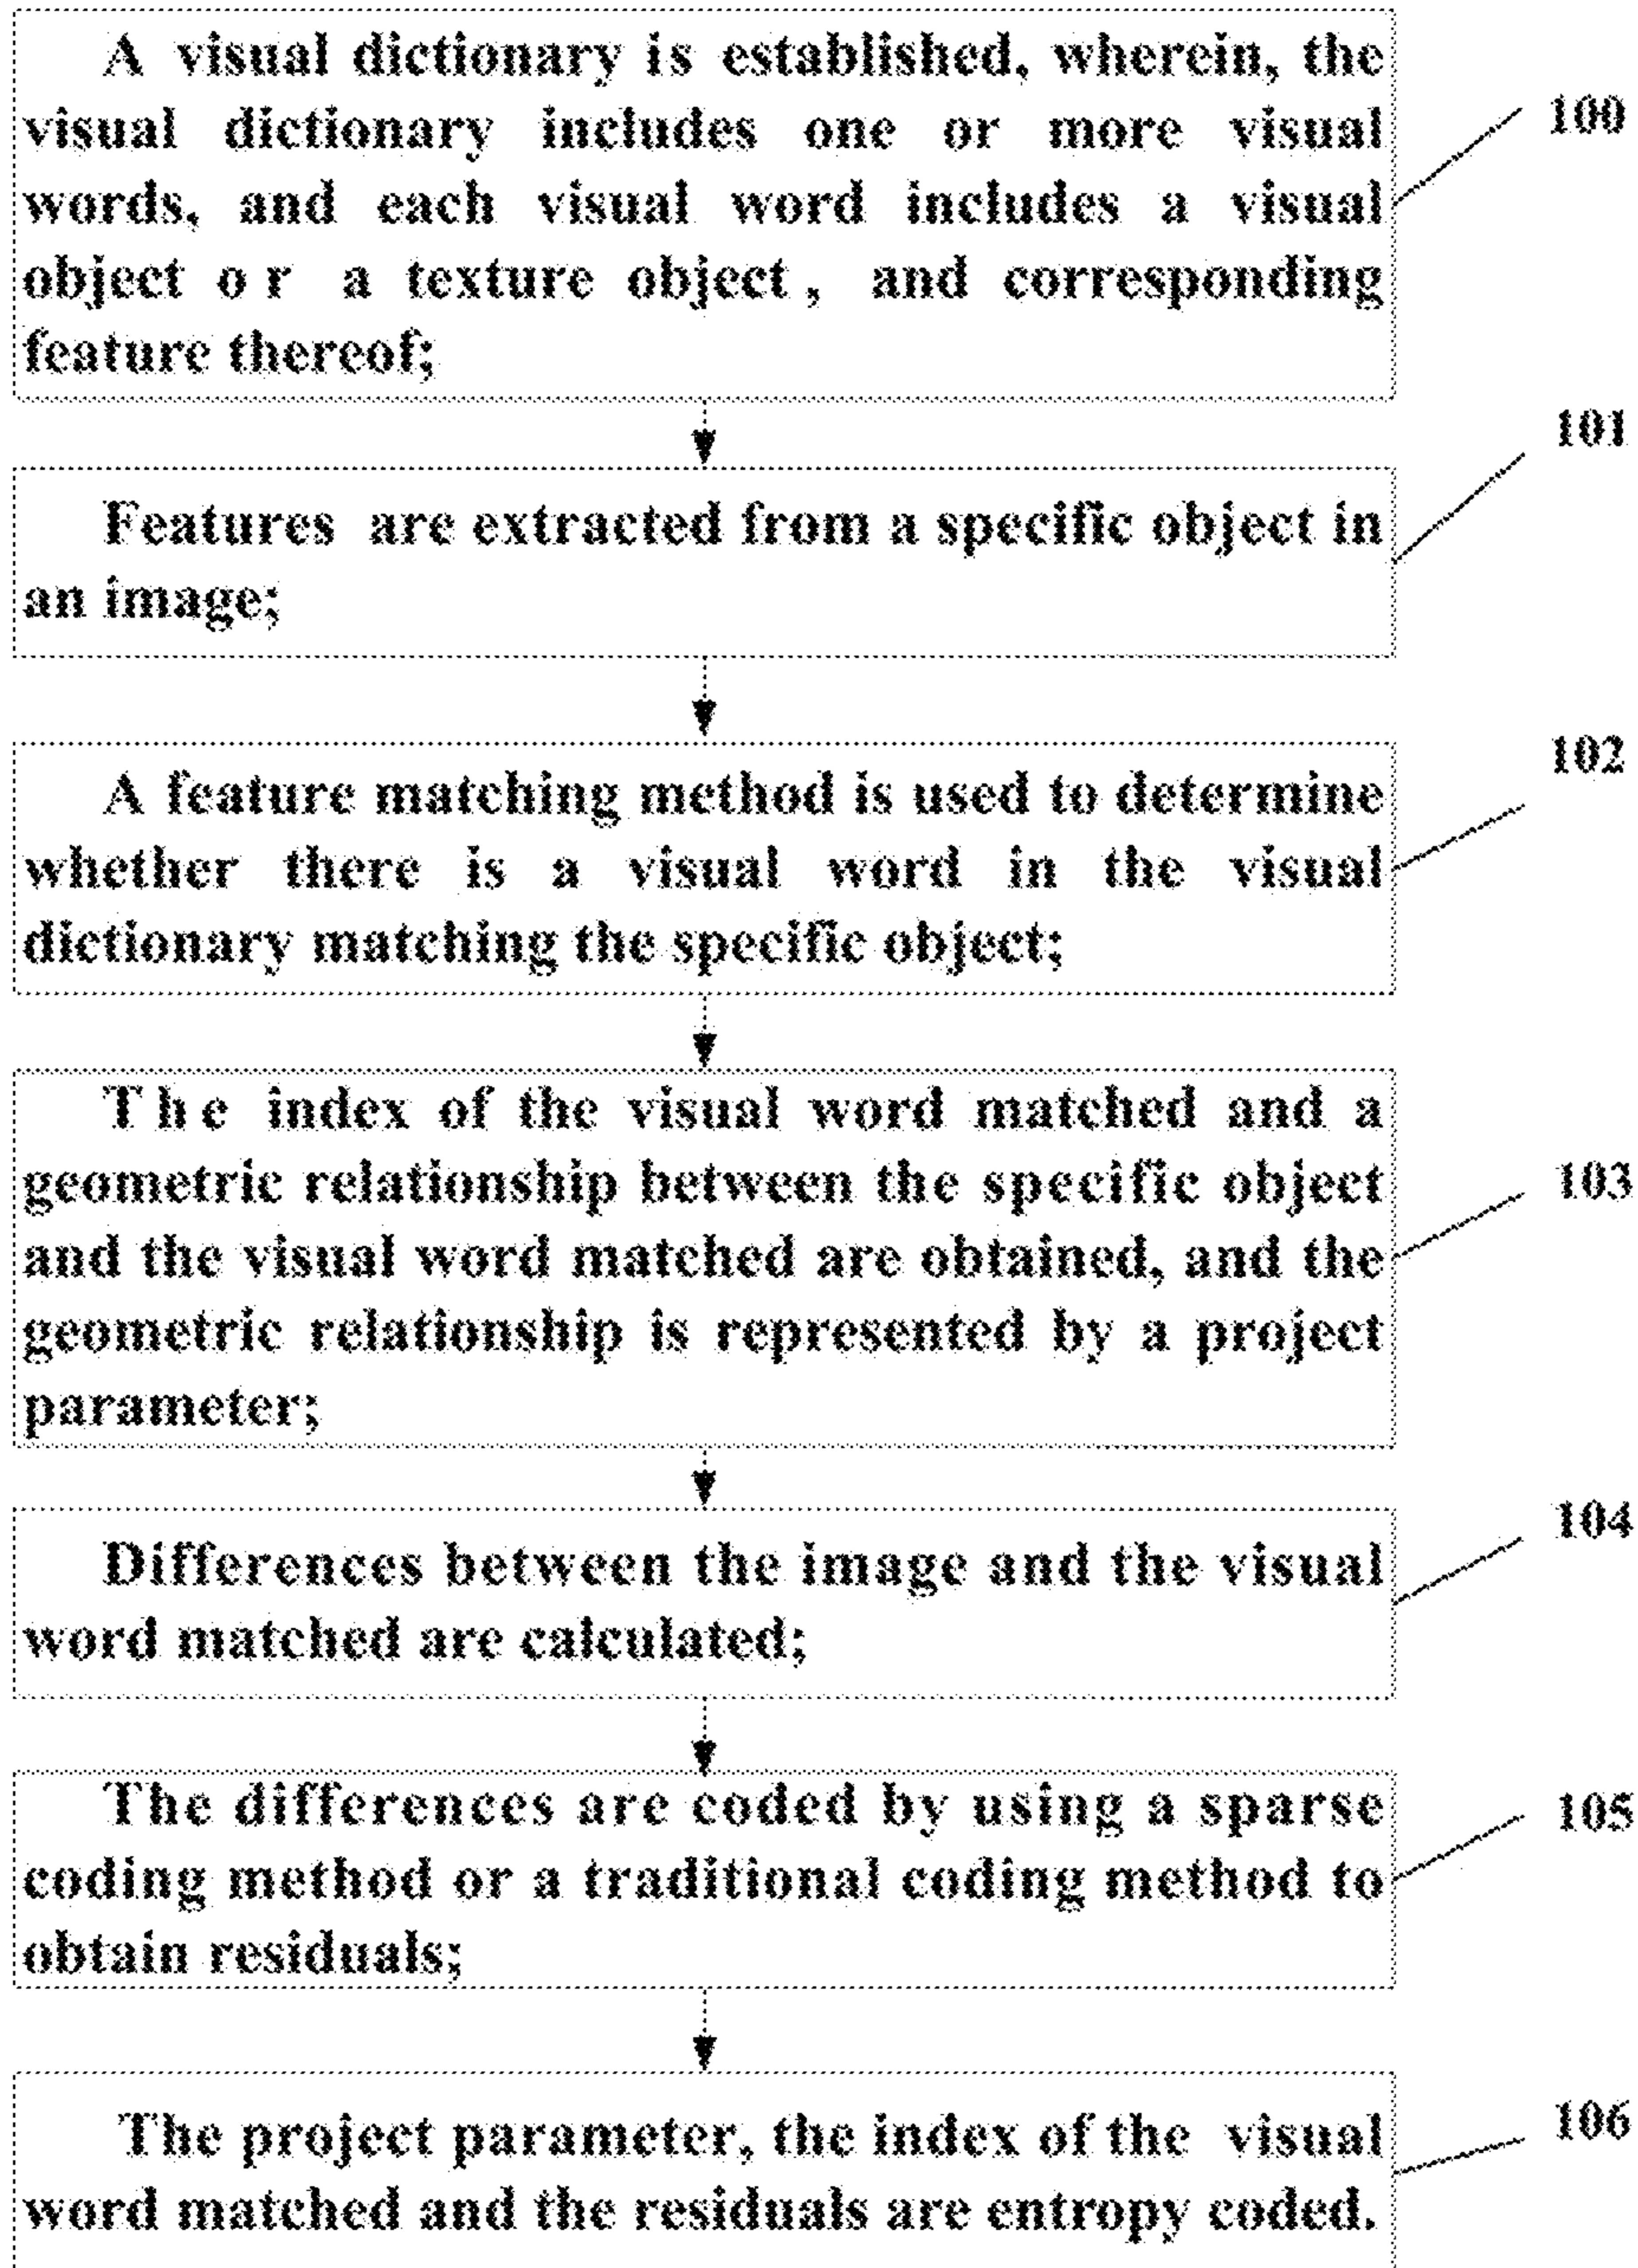 A visual dictionary is established, wherein, the
visual dictionary includes one or more visual
words, and each visual word includes a visual
object or a texture object, and corresponding
feature thereof;
100
Features are extracted from a specific object in
an image;
101
A feature matching method is used to determine
whether there is a visual word in the visual
dictionary matching the specific object;
102
The index of the visual word matched and a
geometric relationship between the specific object
and the visual word matched are obtained, and the
geometric relationship is represented by a project
parameter;
103
Differences between the image and the visual
word matched are calculated;
104
The differences are coded by using a sparse
coding method or a traditional coding method to
obtain residuals;
105
The project parameter, the index of the visual
word matched and the residuals are entropy coded.
106